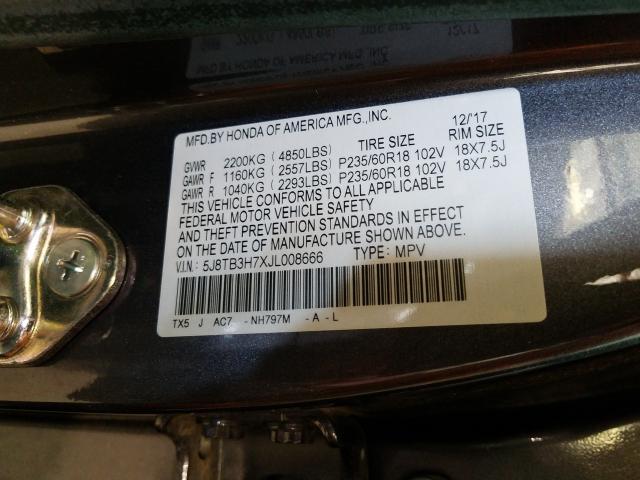 MFD.BY HONDA OF AMERICA MFG.,INC. 12/17
TIRE SIZE RIM SIZE
GVWR 2200KG ( 4850LBS)
GAWR F 1160KG ( 2557LBS) P235/60R18 102V 18X7.5J
GAWR R 1040KG ( 2293LBS) P235/60R18 102V 18X7.5J
THIS VEHICLE CONFORMS TO ALL APPLICABLE
FEDERAL MOTOR VEHICLE SAFETY
AND THEFT PREVENTION STANDARDS IN EFFECT
ON THE DATE OF MANUFACTURE SHOWN ABOVE.
V.I.N.: 5J8TB3H7XJL008666 TYPE: MPV
TX5 J AC7 - NH797M - A - L